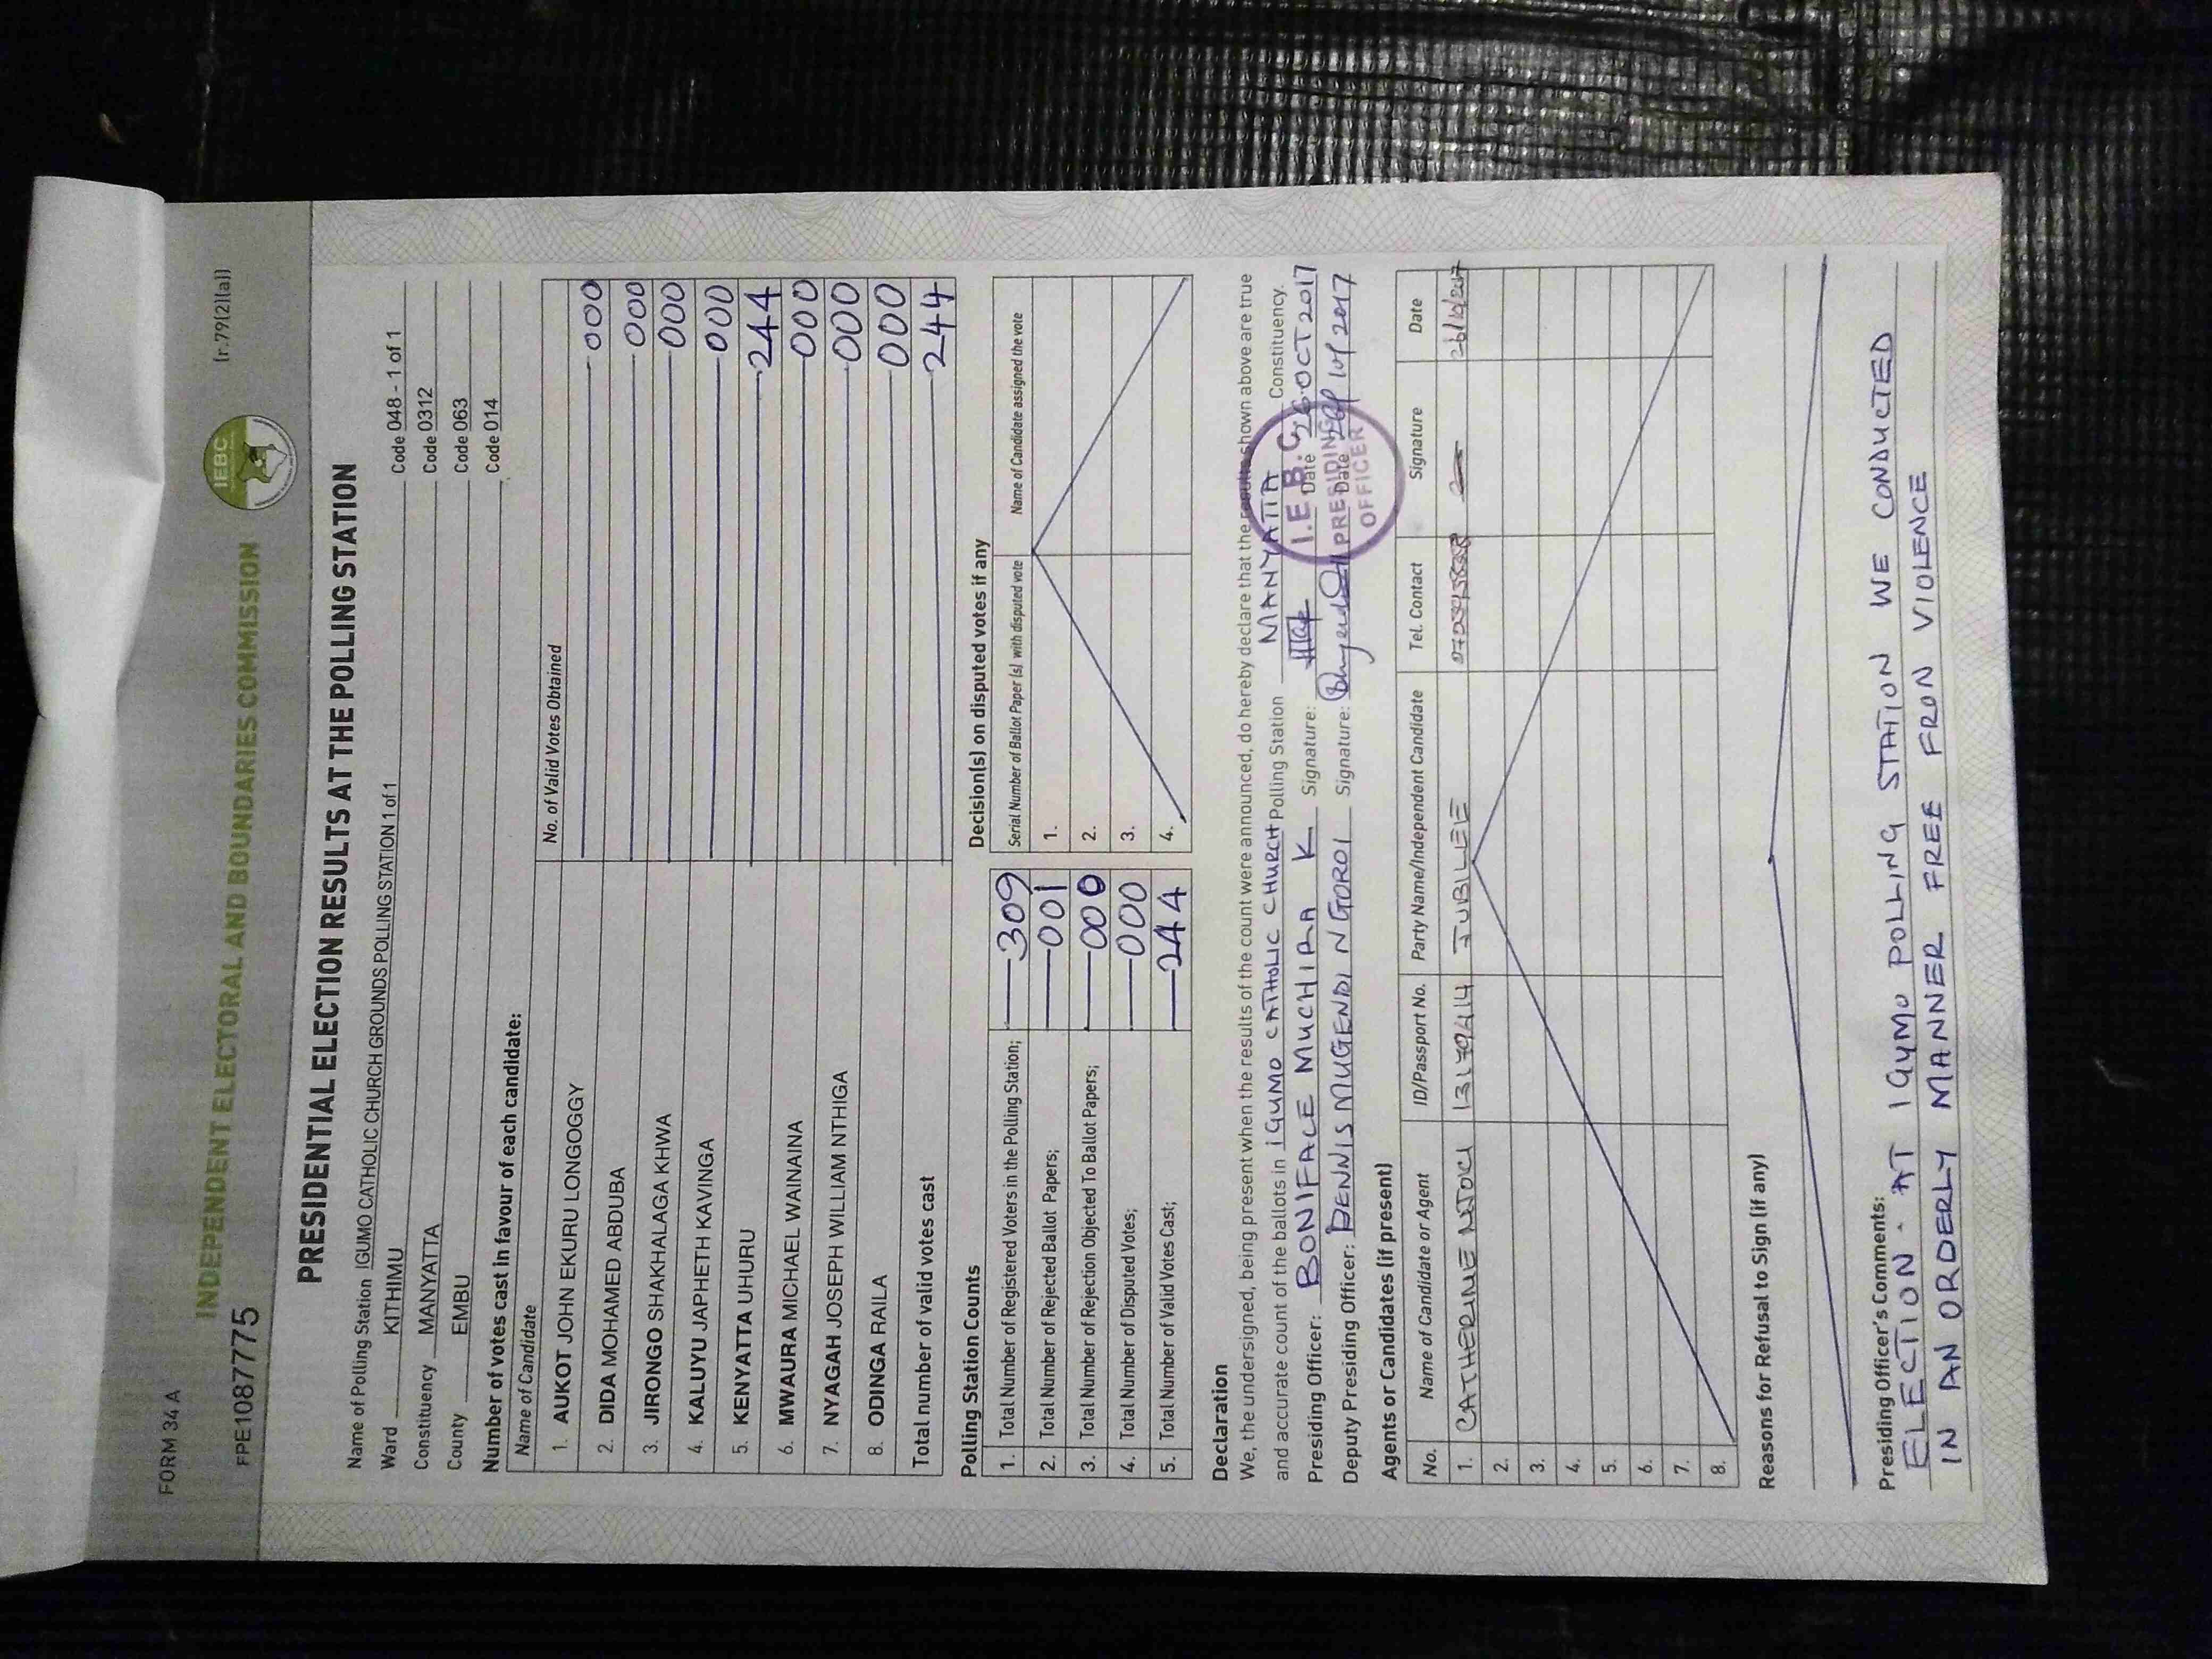 FORM 34 A
(r.79(2)(a))
INDEPENDENT ELECTORAL AND BOUNDARIES COMMISSION
IEBC
FPE1087775
PRESIDENTIAL ELECTION RESULTS AT THE POLLING STATION
Name of Polling Station IGUMO CATHOLIC CHURCH GROUNDS POLLING STATION 1 of 1 Code 048 - 1 of 1
Ward KITHIMU Code 0312
Constituency MANYATTA Code 063
County EMBU Code 014
Number of votes cast in favour of each candidate:
Name of Candidate No. of Valid Votes Obtained
1. AUKOT JOHN EKURU LONGOGGY 000
2. DIDA MOHAMED ABDUBA 000
3. JIRONGO SHAKHALAGA KHWA 000
4. KALUYU JAPHETH KAVINGA 000
5. KENYATTA UHURU 244
6. MWAURA MICHAEL WAINAINA 000
7. NYAGAH JOSEPH WILLIAM NTHIGA 000
8. ODINGA RAILA 000
Total number of valid votes cast 244
Polling Station Counts
1. Total Number of Registered Voters in the Polling Station; 309
2. Total Number of Rejected Ballot Papers; 001
3. Total Number of Rejection Objected To Ballot Papers; 000
4. Total Number of Disputed Votes; 000
5. Total Number of Valid Votes Cast; 244
Decision(s) on disputed votes if any
Serial Number of Ballot Paper (s) with disputed vote Name of Candidate assigned the vote
1.
2.
3.
4.
Declaration
We, the undersigned, being present when the results of the count were announced, do hereby declare that the results shown above are true
and accurate count of the ballots in IGUMO CATHOLIC CHURCH Polling Station MANYATTA Constituency.
Presiding Officer: BONIFACE MUCHIRA K Signature: Date 26 OCT 2017
Deputy Presiding Officer: DENNIS MUGENDI NGOROI Signature: Date 26/10/2017
I.E.B.C.
PRESIDING
OFFICER
Agents or Candidates (if present)
No. Name of Candidate or Agent ID/Passport No. Party Name/Independent Candidate Tel. Contact Signature Date
1. CATHERINE JUBILEE 26/10/2017
2.
3.
4.
5.
6.
7.
8.
Reasons for Refusal to Sign (if any)
Presiding Officer's Comments:
ELECTION - AT IGUMO POLLING STATION WE CONDUCTED
IN AN ORDERLY MANNER FREE FRON VIOLENCE